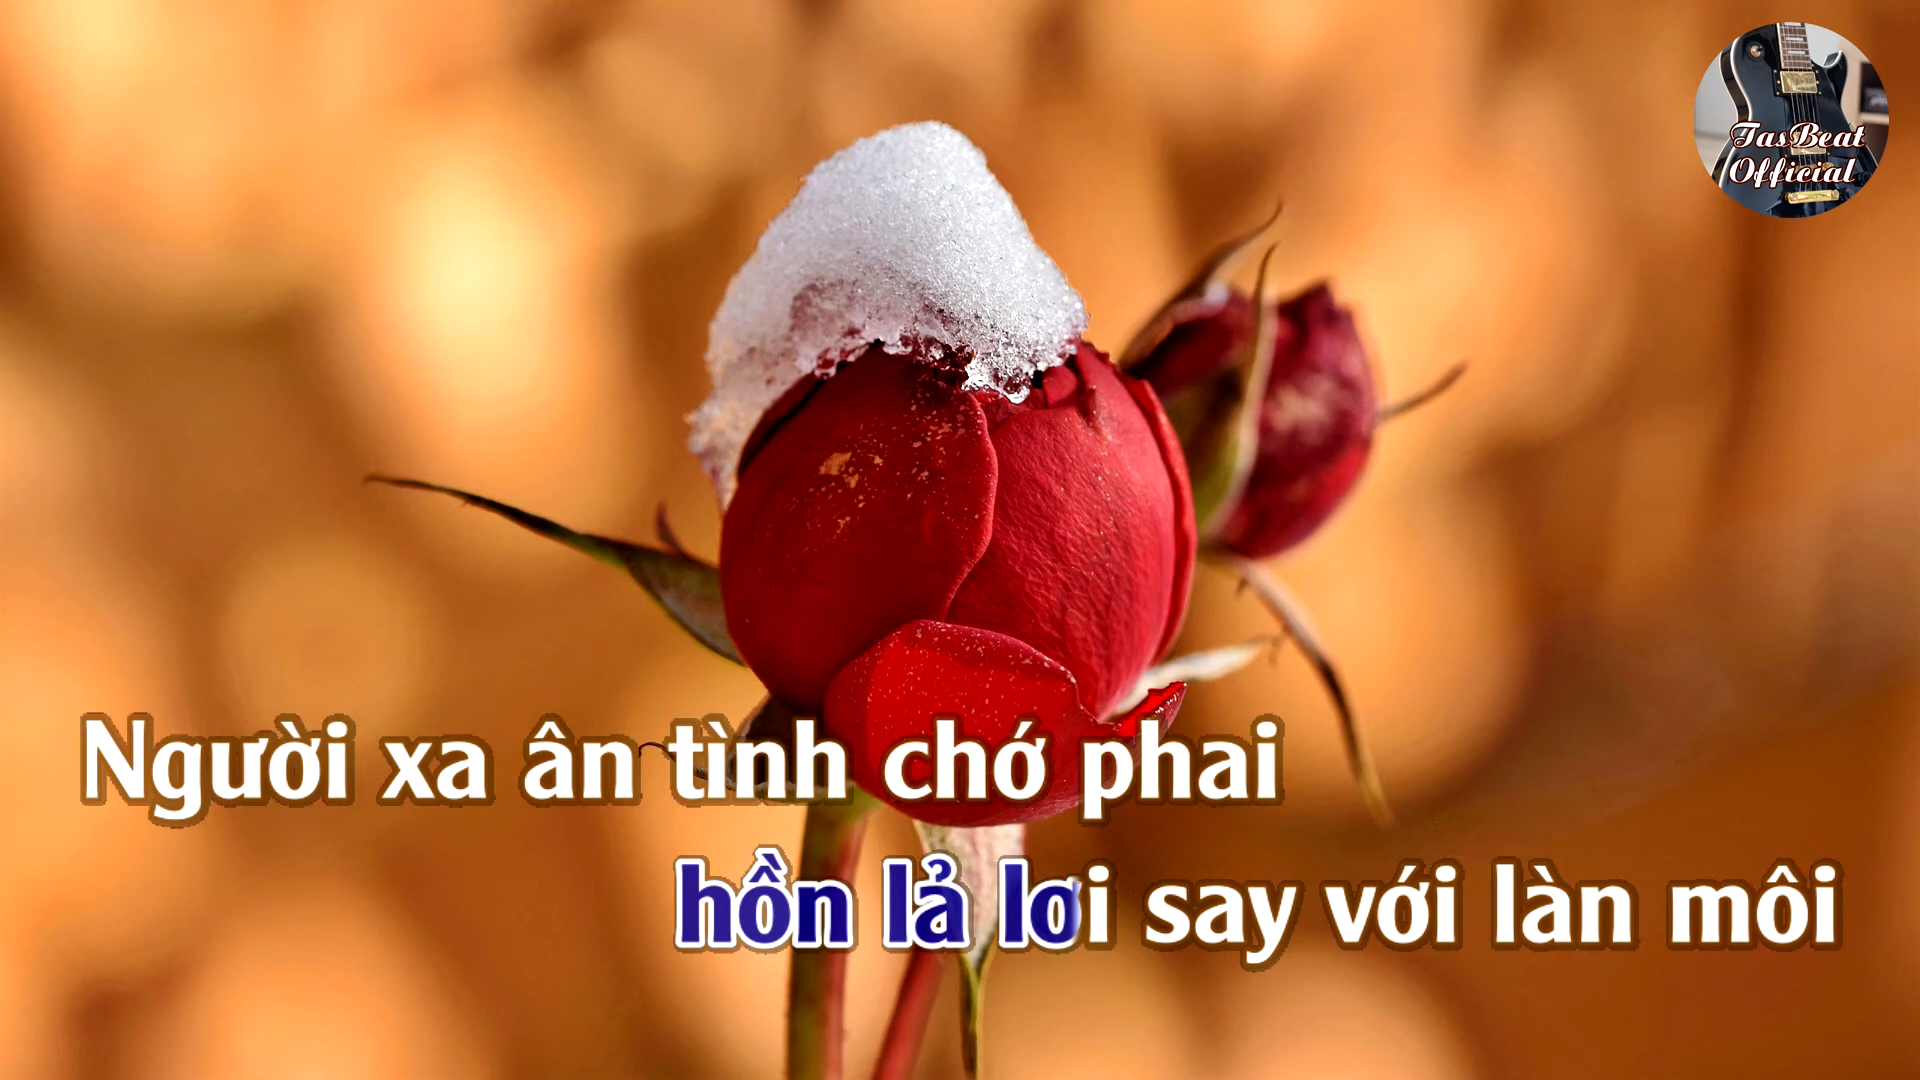 TasBeat
Official
Người xa ân tình chớ phai
hồn lả lơi say với làn môi